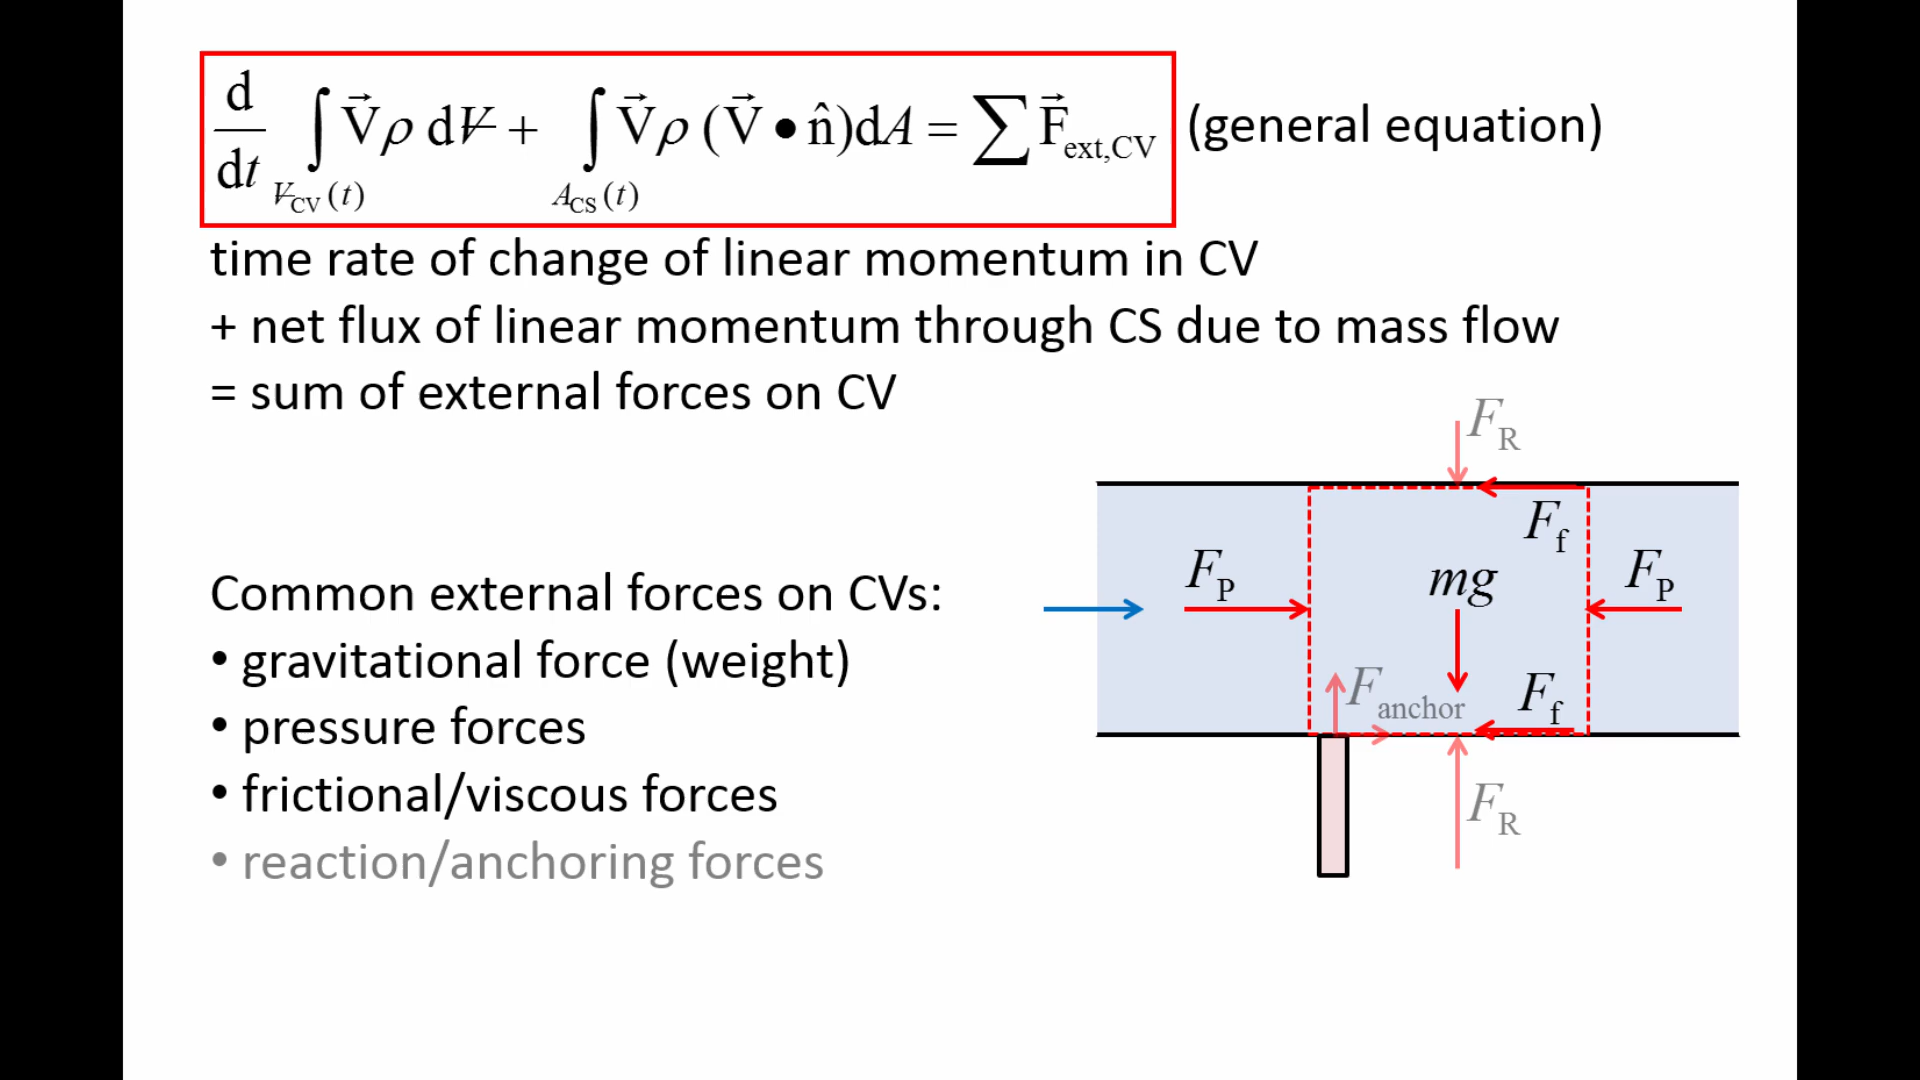 d/dt ∫_{V̶_CV(t)} V⃗ρ dV̶ + ∫_{A_CS(t)} V⃗ρ (V⃗ • n̂)dA = ∑ F⃗_{ext,CV} (general equation)
time rate of change of linear momentum in CV
+ net flux of linear momentum through CS due to mass flow
= sum of external forces on CV
Common external forces on CVs:
• gravitational force (weight)
• pressure forces
• frictional/viscous forces
• reaction/anchoring forces
F_R
F_f
F_P
mg
F_P
F_anchor
F_f
F_R